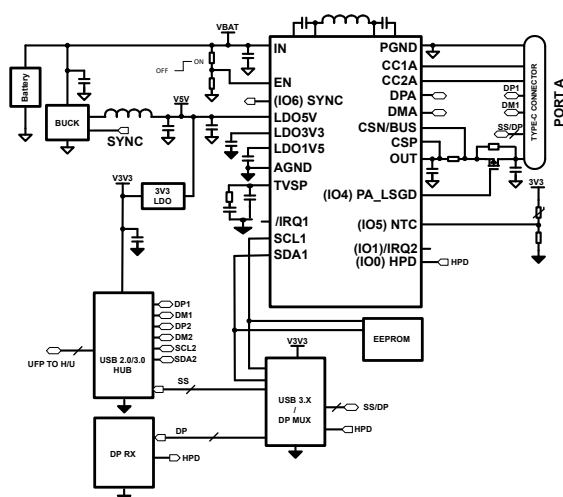 VBAT
OFF
ON
Battery
BUCK
V5V
SYNC
V3V3
3V3
LDO
IN
EN
(IO6) SYNC
LDO5V
LDO3V3
LDO1V5
AGND
TVSP
/IRQ1
SCL1
SDA1
PGND
CC1A
CC2A
DPA
DMA
CSN/BUS
CSP
OUT
(IO4) PA_LSGD
(IO5) NTC
(IO1)/IRQ2
(IO0) HPD
HPD
DP1
DM1
SS/DP
TYPE-C CONNECTOR
PORT A
3V3
UFP TO H/U
USB 2.0/3.0
HUB
DP1
DM1
DP2
DM2
SCL2
SDA2
SS
V3V3
USB 3.X
/
DP MUX
EEPROM
SS/DP
HPD
DP RX
DP
HPD